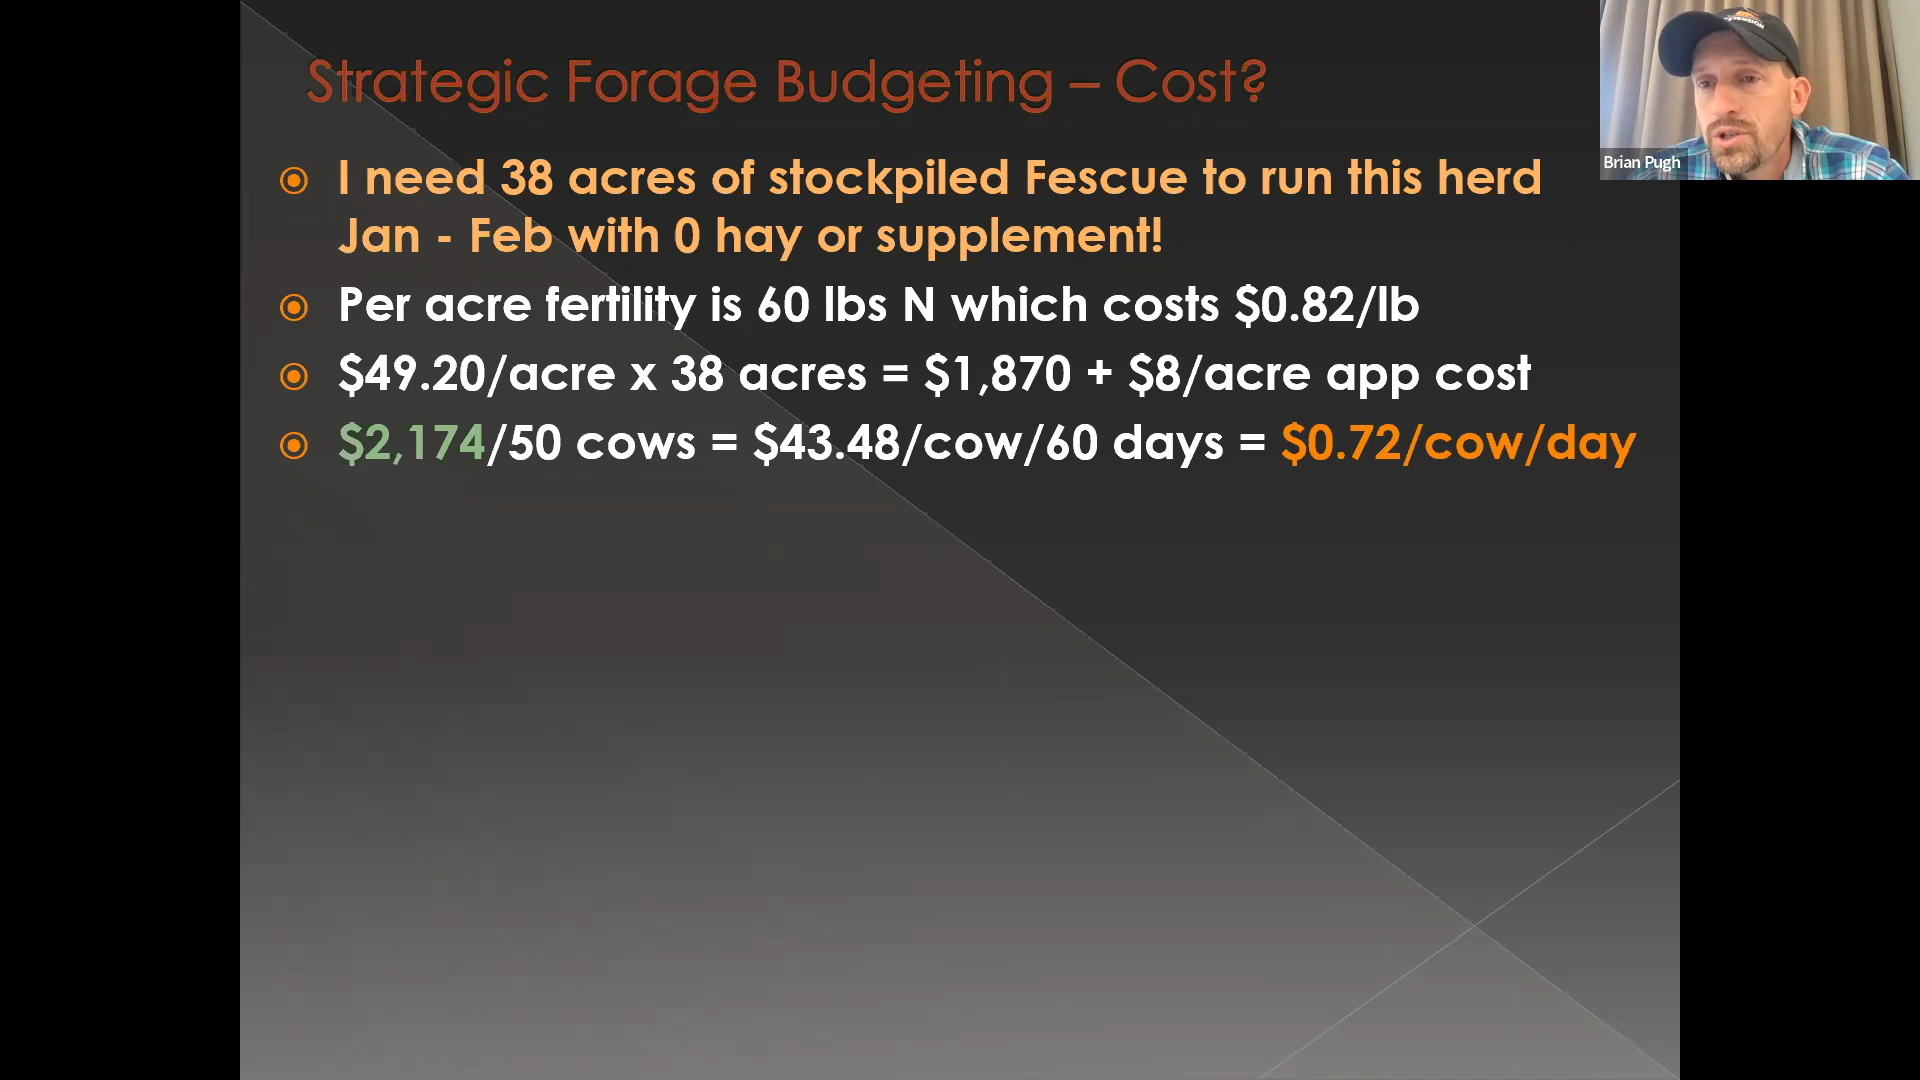 Strategic Forage Budgeting – Cost?
I need 38 acres of stockpiled Fescue to run this herd
Jan - Feb with 0 hay or supplement!
Per acre fertility is 60 lbs N which costs $0.82/lb
$49.20/acre x 38 acres = $1,870 + $8/acre app cost
$2,174/50 cows = $43.48/cow/60 days = $0.72/cow/day
EXTENSION
Brian Pugh